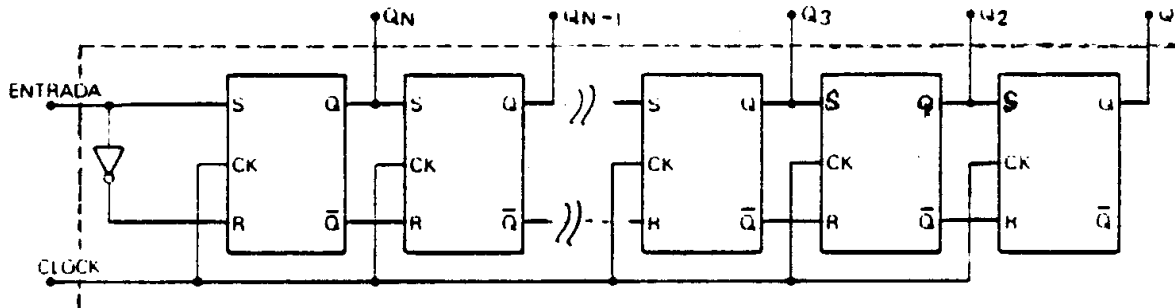 QN QN-1 Q3 Q2 Q
ENTRADA S Q S Q S Q S Q S Q
CK CK CK CK CK
R Q̅ R Q̅ R Q̅ R Q̅ R Q̅
CLOCK